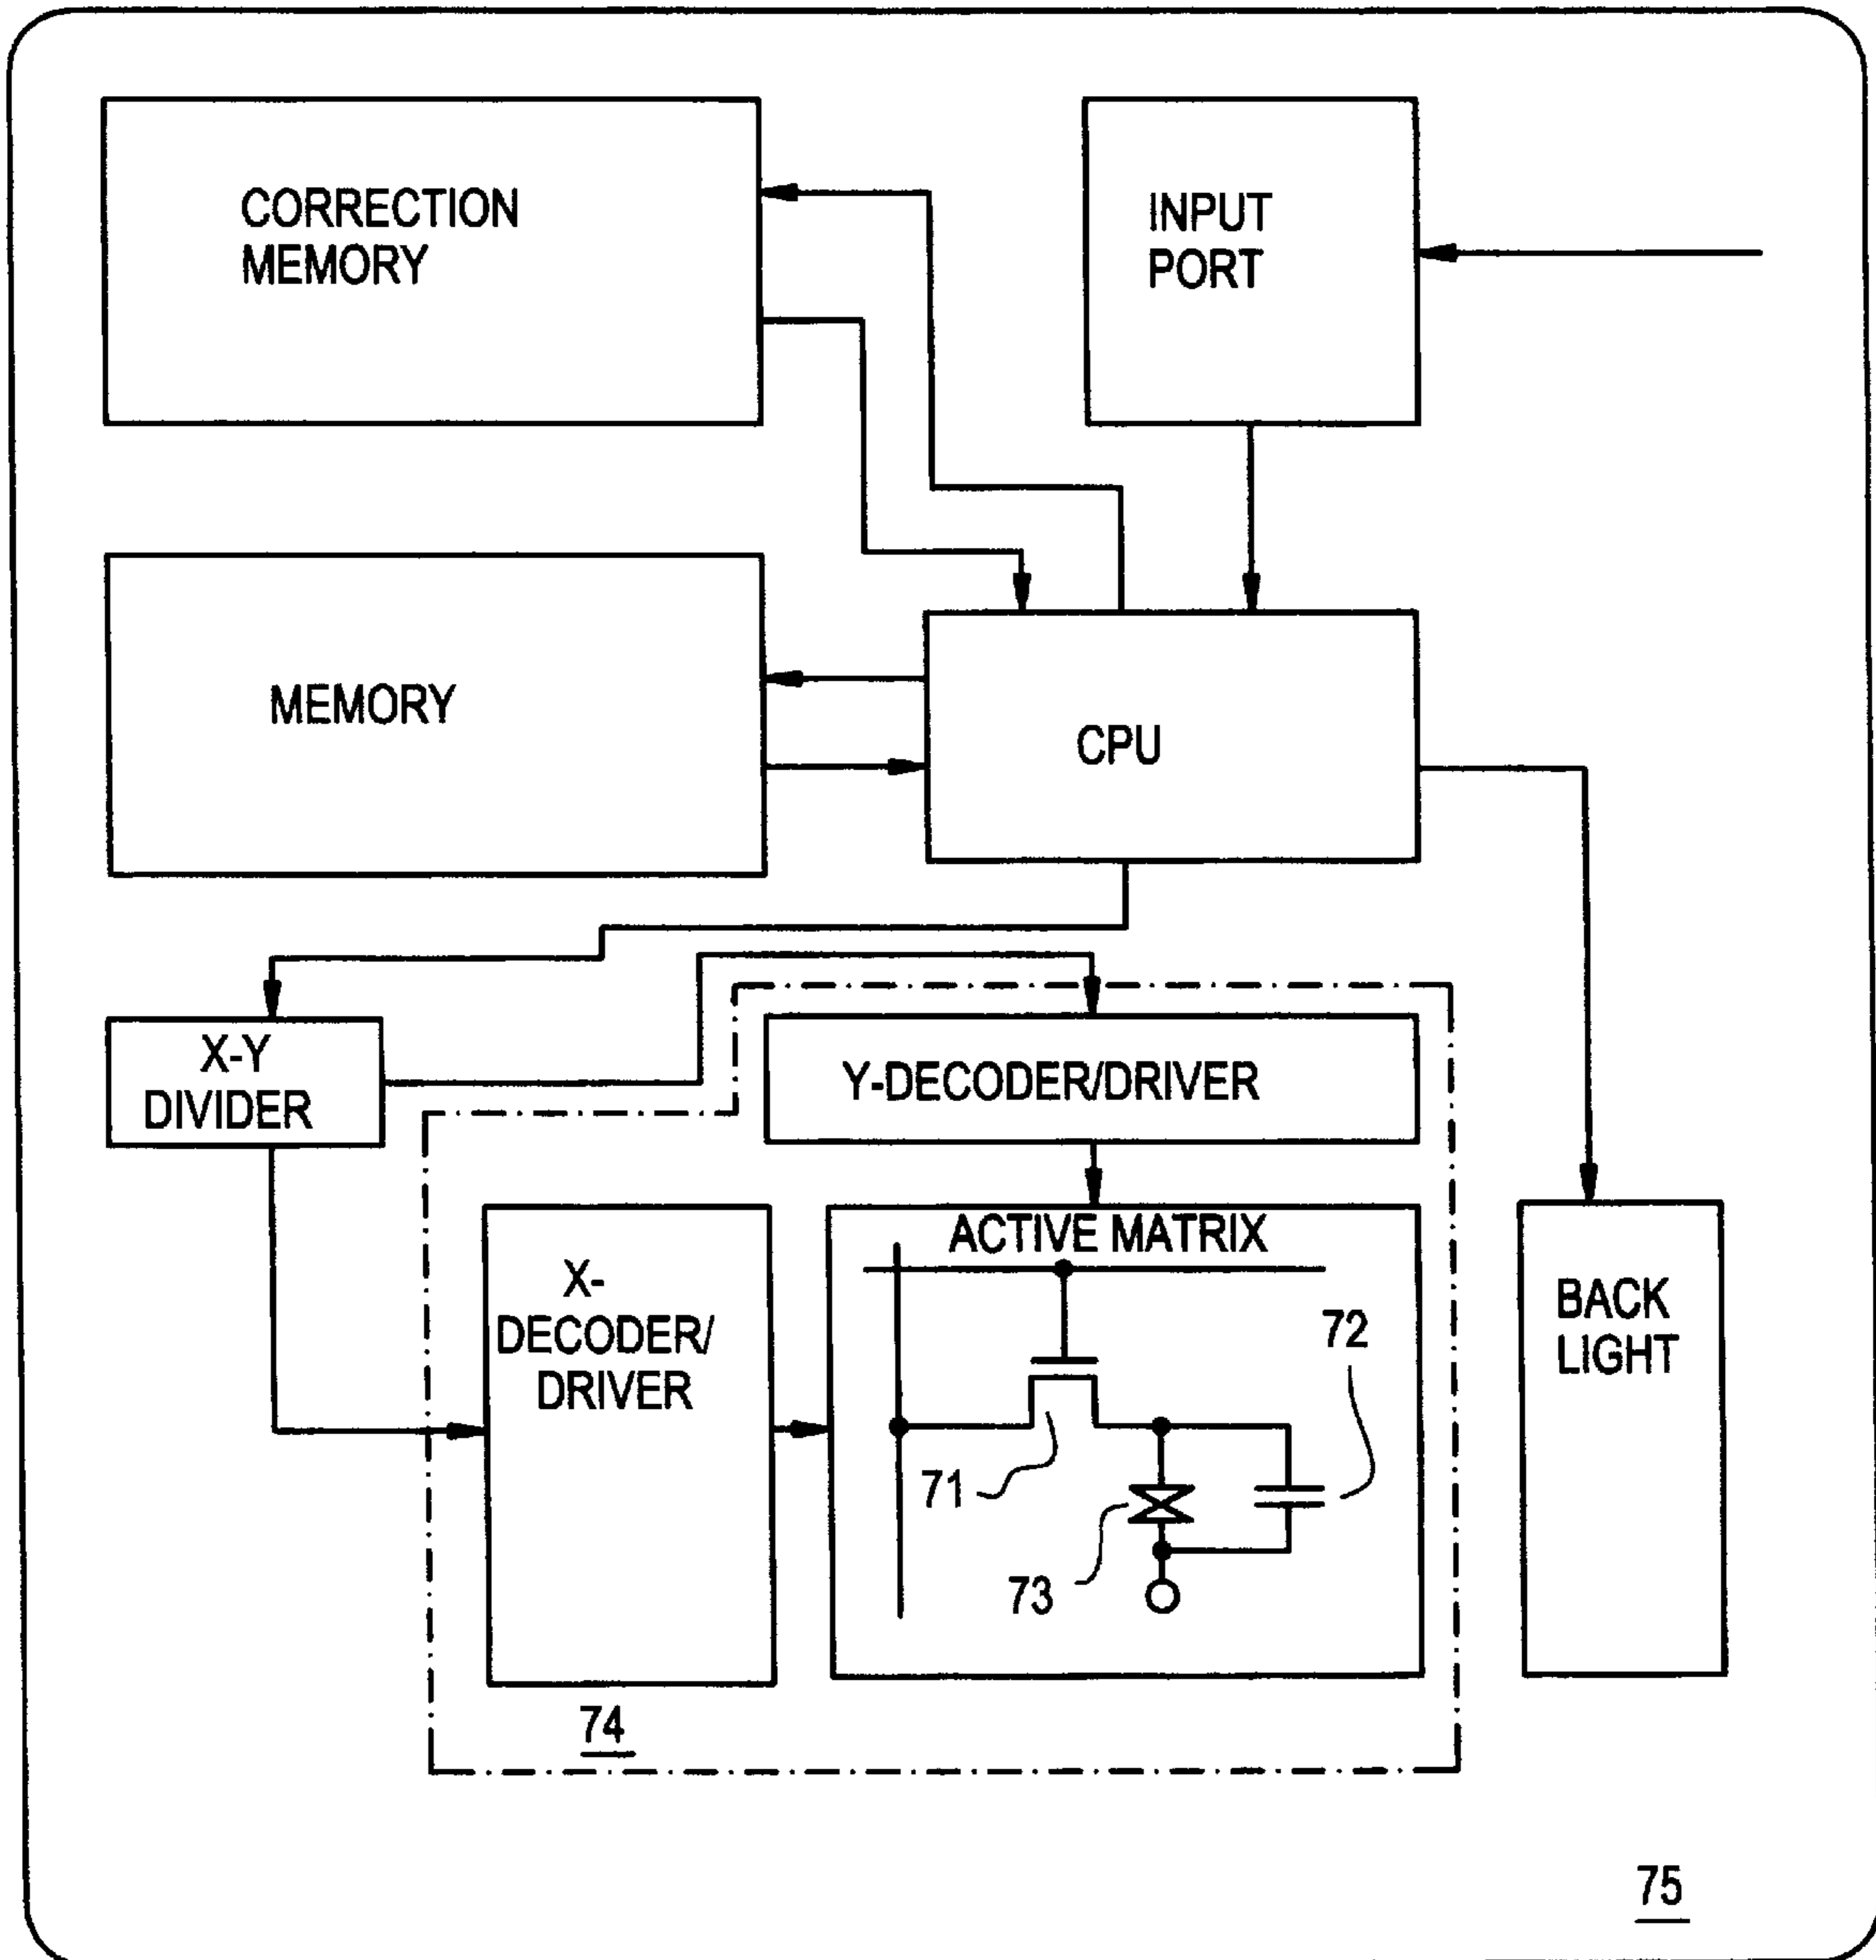 CORRECTION
MEMORY
INPUT
PORT
MEMORY
CPU
X-Y
DIVIDER
Y-DECODER/DRIVER
X-
DECODER/
DRIVER
ACTIVE MATRIX
72
71
73
BACK
LIGHT
74
75